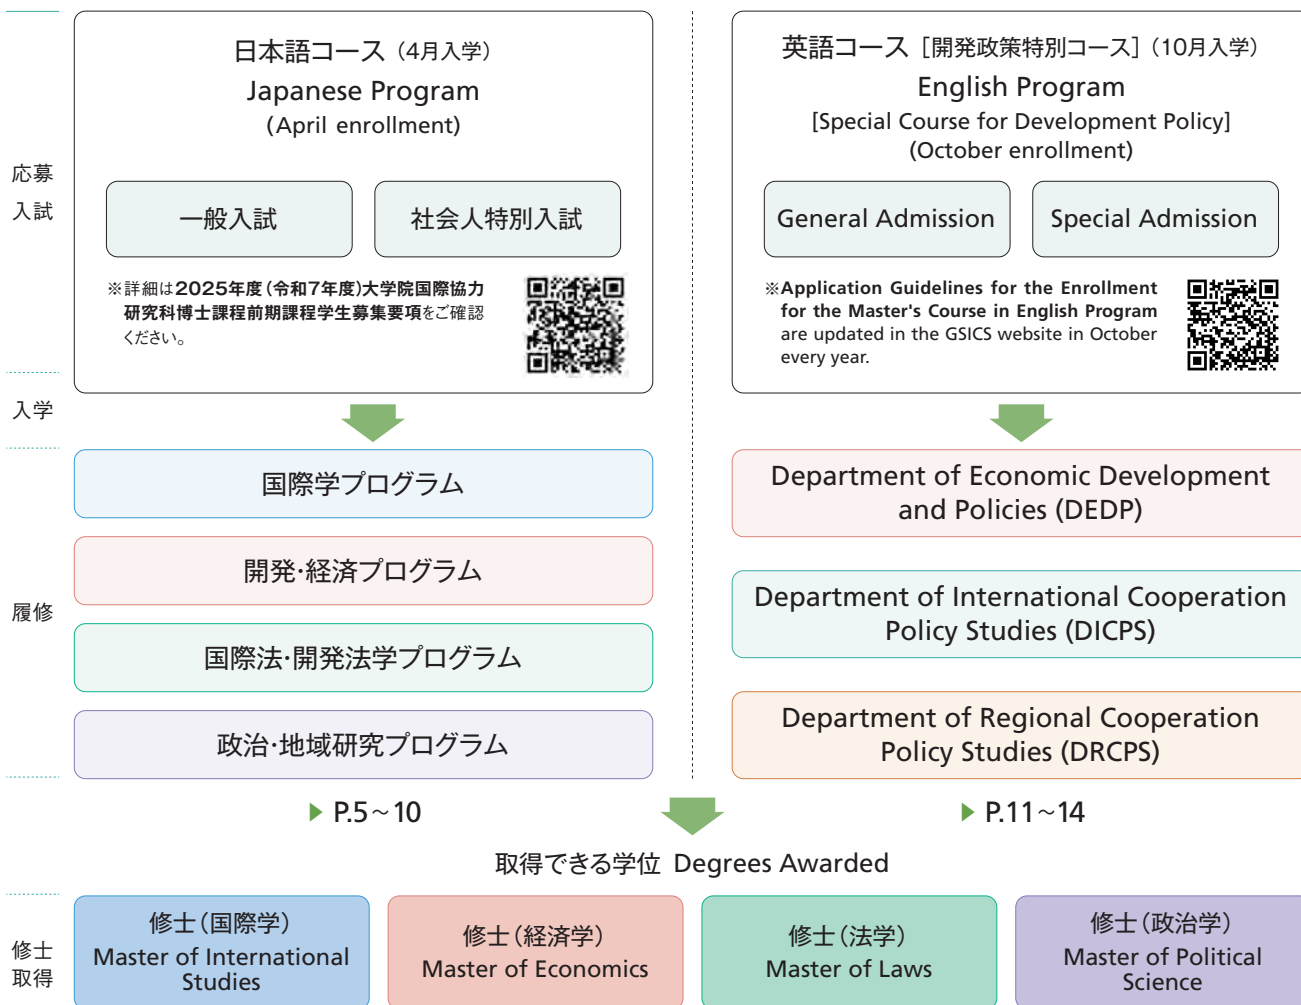 応募
入試
日本語コース（4月入学）
Japanese Program
(April enrollment)
一般入試
社会人特別入試
※詳細は2025年度（令和7年度）大学院国際協力
研究科博士課程前期課程学生募集要項をご確認
ください。
英語コース［開発政策特別コース］（10月入学）
English Program
[Special Course for Development Policy]
(October enrollment)
General Admission
Special Admission
※Application Guidelines for the Enrollment
for the Master's Course in English Program
are updated in the GSICS website in October
every year.
入学
履修
国際学プログラム
開発・経済プログラム
国際法・開発法学プログラム
政治・地域研究プログラム
▶ P.5～10
Department of Economic Development
and Policies (DEDP)
Department of International Cooperation
Policy Studies (DICPS)
Department of Regional Cooperation
Policy Studies (DRCPS)
▶ P.11～14
取得できる学位 Degrees Awarded
修士
取得
修士（国際学）
Master of International
Studies
修士（経済学）
Master of Economics
修士（法学）
Master of Laws
修士（政治学）
Master of Political
Science